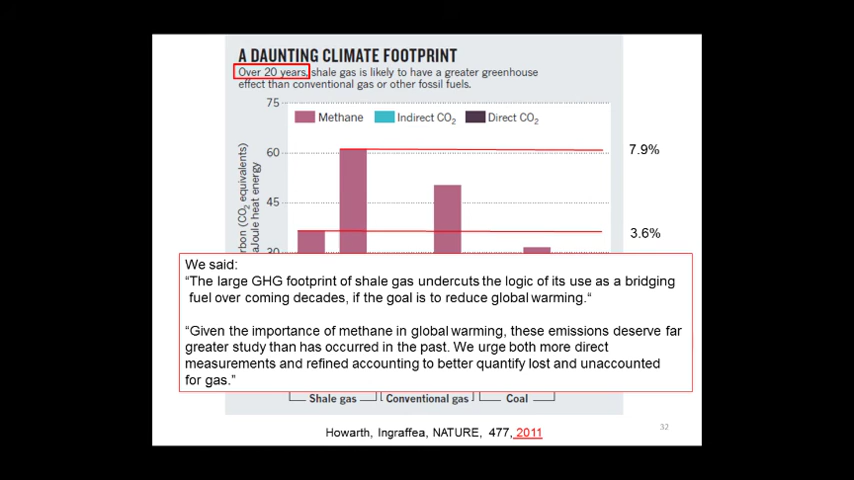 A DAUNTING CLIMATE FOOTPRINT
Over 20 years, shale gas is likely to have a greater greenhouse
effect than conventional gas or other fossil fuels.
75
Methane
Indirect CO₂
Direct CO₂
60
7.9%
45
3.6%
30
(CO₂ equivalents)
heat energy
We said:
"The large GHG footprint of shale gas undercuts the logic of its use as a bridging
fuel over coming decades, if the goal is to reduce global warming."
"Given the importance of methane in global warming, these emissions deserve far
greater study than has occurred in the past. We urge both more direct
measurements and refined accounting to better quantify lost and unaccounted
for gas."
Shale gas
Conventional gas
Coal
Howarth, Ingraffea, NATURE, 477, 2011
32